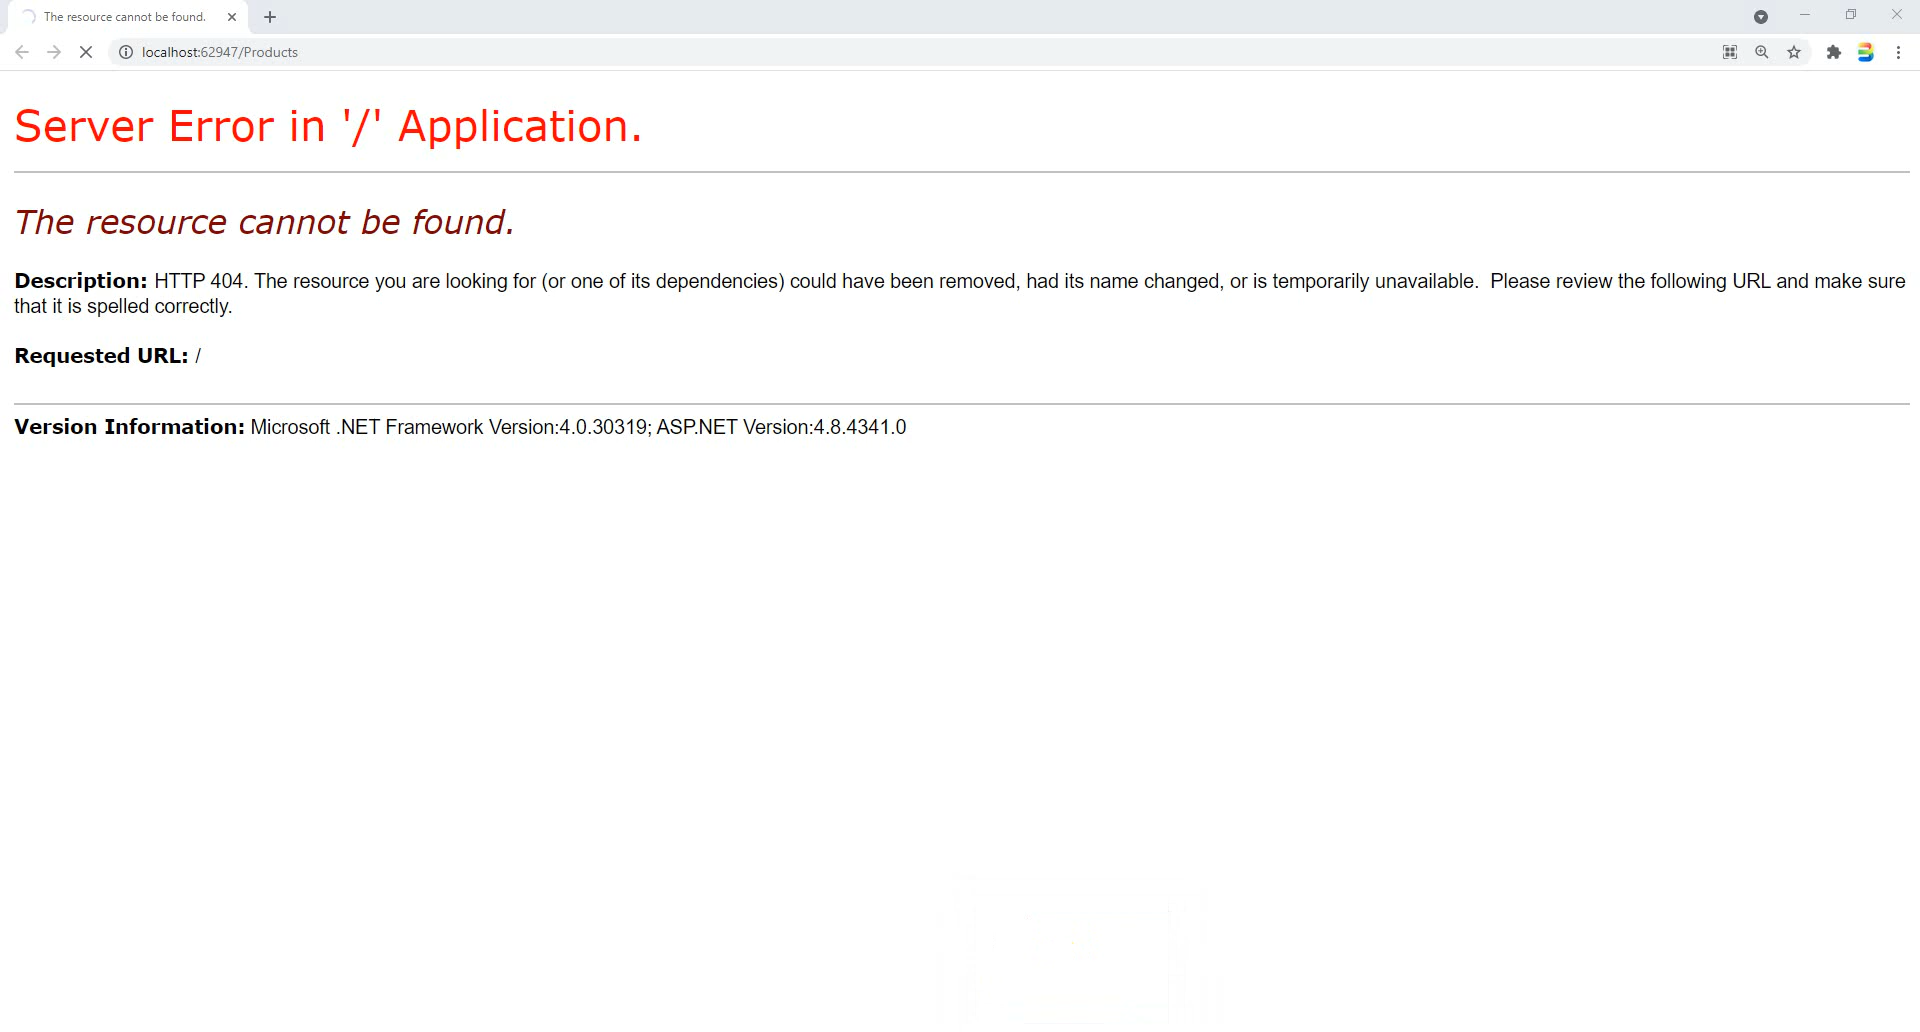 The resource cannot be found.
localhost:62947/Products
Server Error in '/' Application.
The resource cannot be found.
Description: HTTP 404. The resource you are looking for (or one of its dependencies) could have been removed, had its name changed, or is temporarily unavailable.  Please review the following URL and make sure
that it is spelled correctly.
Requested URL: /
Version Information: Microsoft .NET Framework Version:4.0.30319; ASP.NET Version:4.8.4341.0